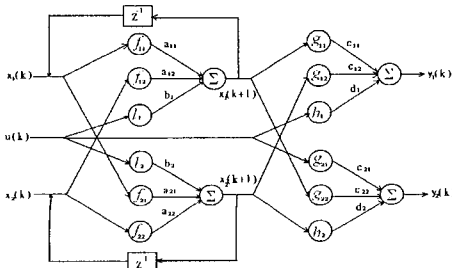 z⁻¹
f₁₁ a₁₁ g₁₁ c₁₁
x₁(k) f₁₂ a₁₂ Σ x₁(k+1) g₁₂ c₁₂ Σ y₁(k)
l₁ b₁ h₁ d₁
u(k)
l₂ b₂ g₂₁ c₂₁
x₂(k) f₂₁ a₂₁ Σ x₂(k+1) g₂₂ c₂₂ Σ y₂(k
f₂₂ a₂₂ h₂ d₂
z⁻¹